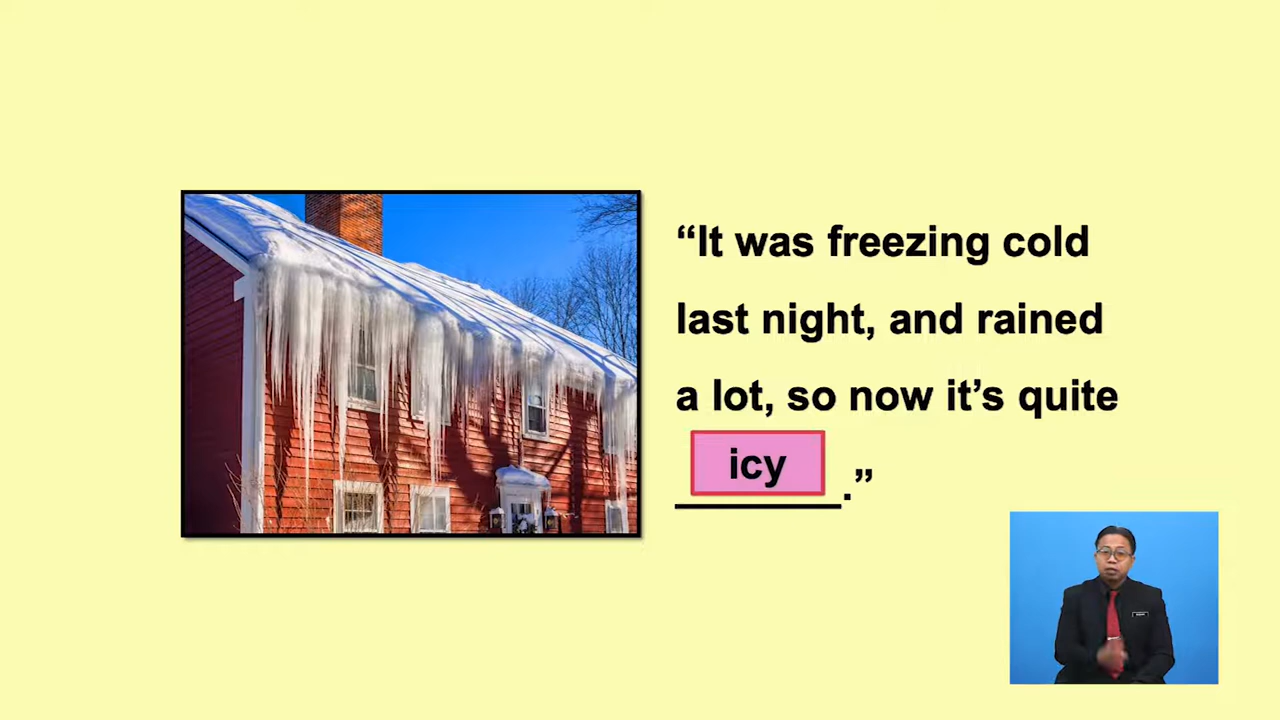 “It was freezing cold
last night, and rained
a lot, so now it’s quite
icy.”